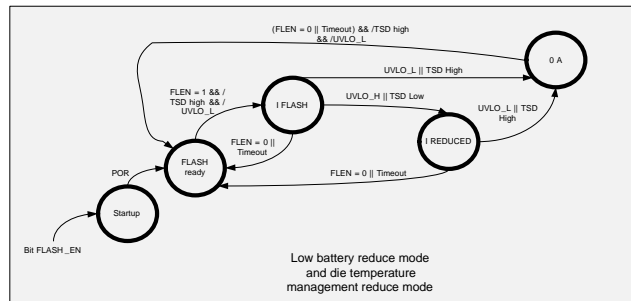 (FLEN = 0 || Timeout) && /TSD high
&& /UVLO_L
0 A
UVLO_L || TSD High
FLEN = 1 && /
TSD high && /
UVLO_L
I FLASH
UVLO_H || TSD Low
UVLO_L || TSD
High
I REDUCED
FLEN = 0 ||
Timeout
FLASH
ready
FLEN = 0 || Timeout
POR
Startup
Bit FLASH _EN
Low battery reduce mode
and die temperature
management reduce mode